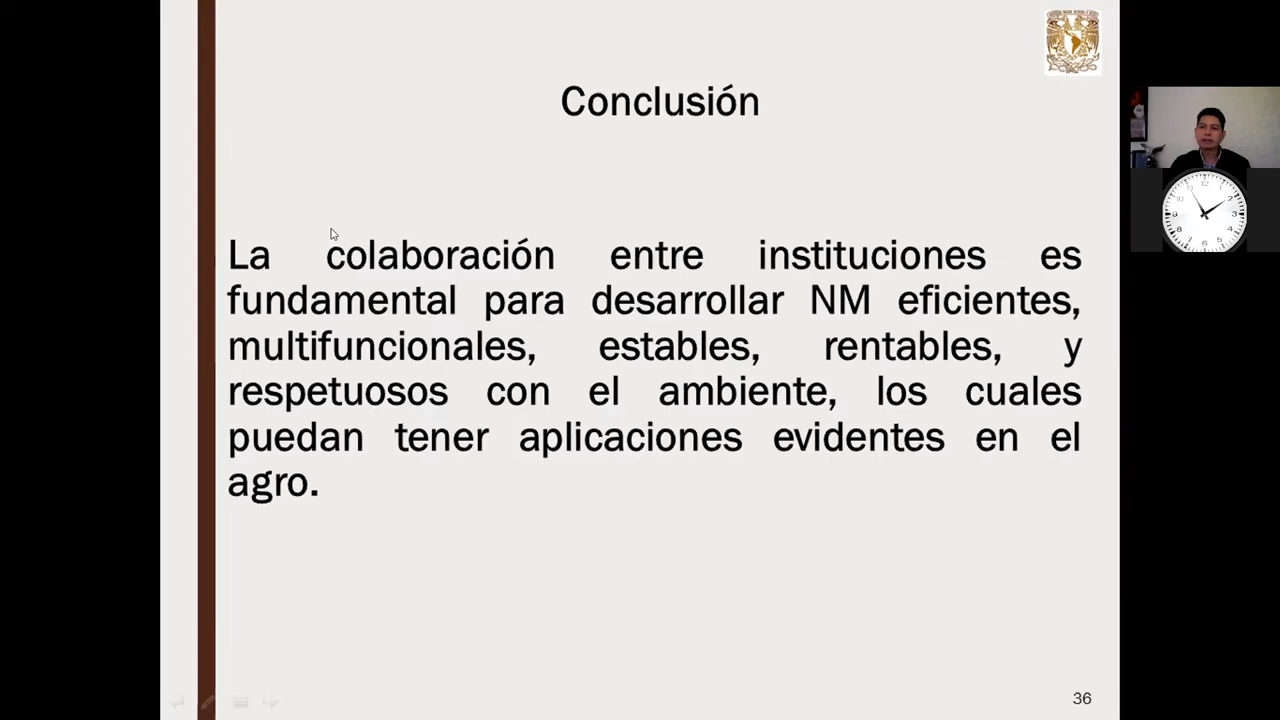 Conclusión
La colaboración entre instituciones es
fundamental para desarrollar NM eficientes,
multifuncionales, estables, rentables, y
respetuosos con el ambiente, los cuales
puedan tener aplicaciones evidentes en el
agro.
36